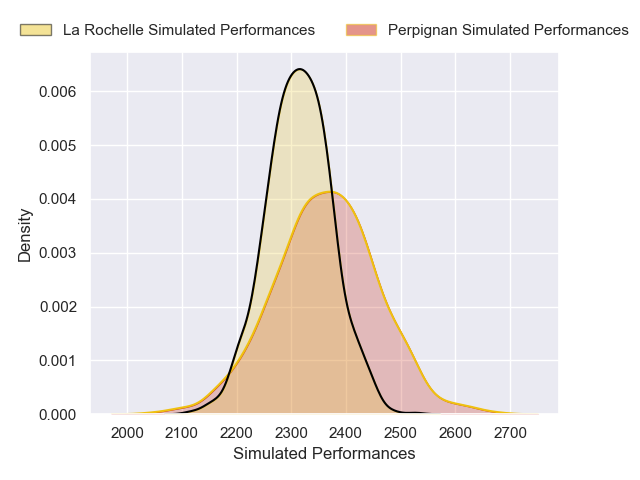 La Rochelle Simulated Performances
Perpignan Simulated Performances
0.006
0.005
0.004
0.003
0.002
0.001
0.000
Density
2000 2100 2200 2300 2400 2500 2600 2700
Simulated Performances